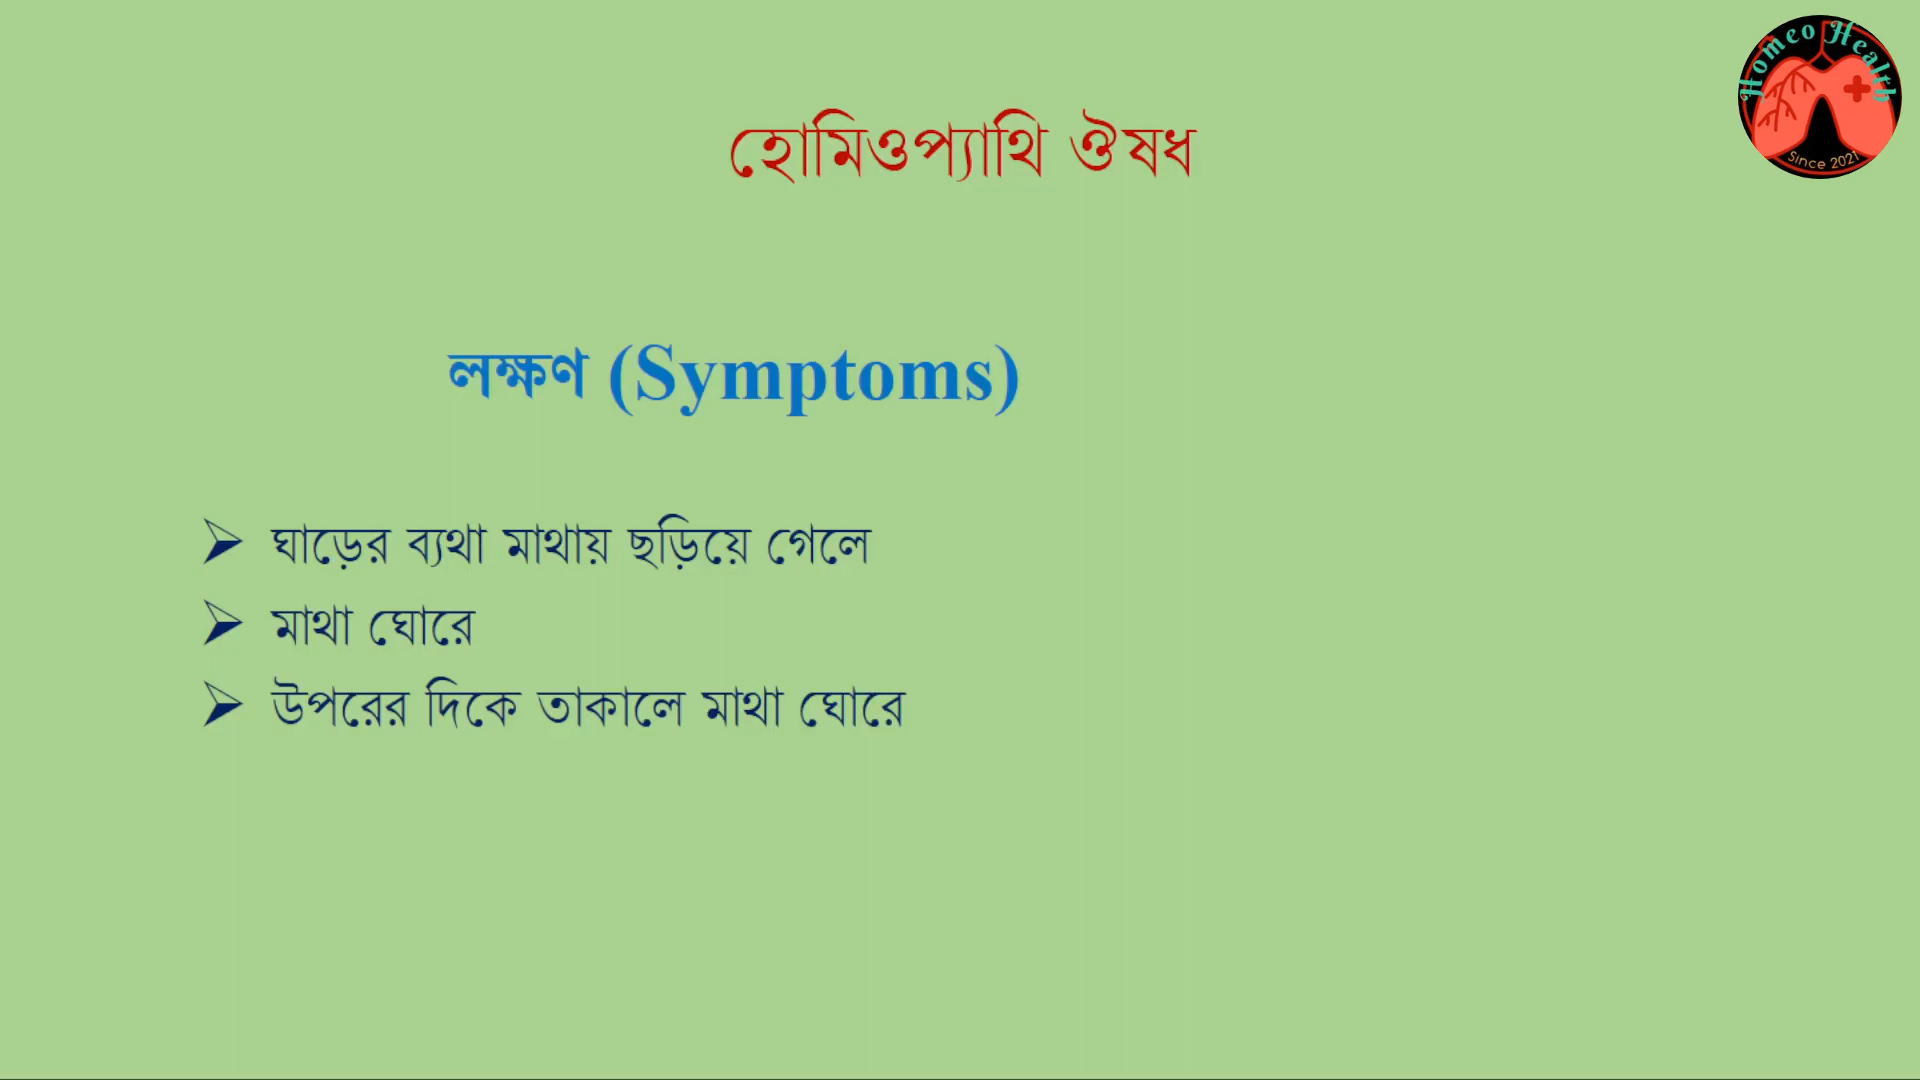 Homeo Health
Since 2021
হোমিওপ্যাথি ঔষধ
লক্ষণ (Symptoms)
➢ ঘাড়ের ব্যথা মাথায় ছড়িয়ে গেলে
➢ মাথা ঘোরে
➢ উপরের দিকে তাকালে মাথা ঘোরে